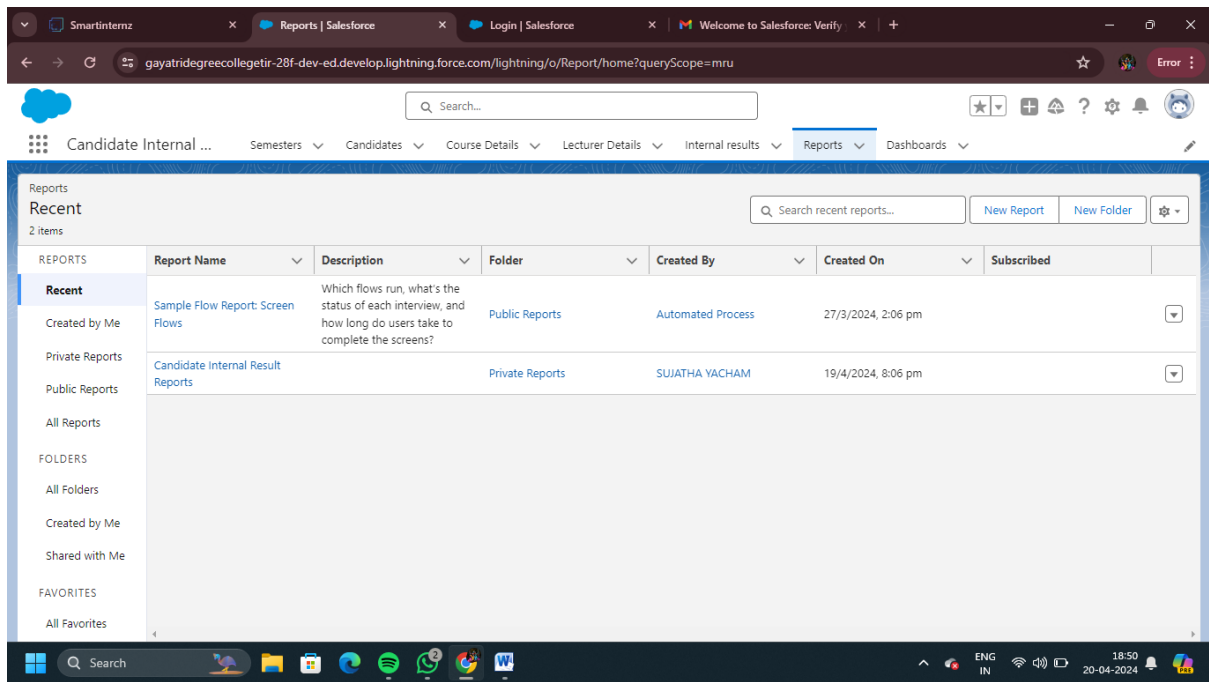 Smartinternz
Reports | Salesforce
Login | Salesforce
Welcome to Salesforce: Verify
gayatridegreecollegetir-28f-dev-ed.develop.lightning.force.com/lightning/o/Report/home?queryScope=mru
Error
Search...
Candidate Internal ...
Semesters
Candidates
Course Details
Lecturer Details
Internal results
Reports
Dashboards
Reports
Recent
2 items
Search recent reports...
New Report
New Folder
REPORTS
Recent
Created by Me
Private Reports
Public Reports
All Reports
FOLDERS
All Folders
Created by Me
Shared with Me
FAVORITES
All Favorites
Report Name
Description
Folder
Created By
Created On
Subscribed
Sample Flow Report: Screen
Flows
Which flows run, what's the
status of each interview, and
how long do users take to
complete the screens?
Public Reports
Automated Process
27/3/2024, 2:06 pm
Candidate Internal Result
Reports
Private Reports
SUJATHA YACHAM
19/4/2024, 8:06 pm
Search
2
W
ENG
IN
18:50
20-04-2024
PRE